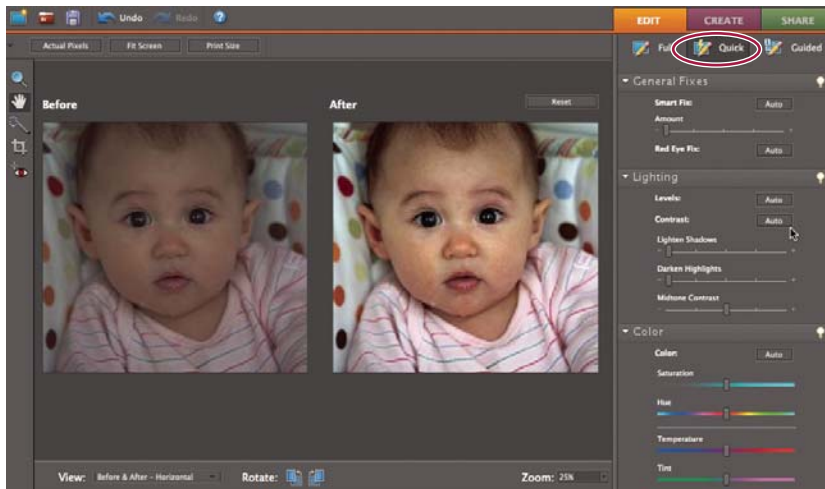 Undo Redo
EDIT CREATE SHARE
Actual Pixels Fit Screen Print Size
Full Quick Guided
Before
After
Reset
General Fixes
Smart Fix: Auto
Amount
Red Eye Fix: Auto
Lighting
Levels: Auto
Contrast: Auto
Lighten Shadows
Darken Highlights
Midtone Contrast
Color
Color: Auto
Saturation
Hue
Temperature
Tint
View: Before & After - Horizontal Rotate: Zoom: 25%